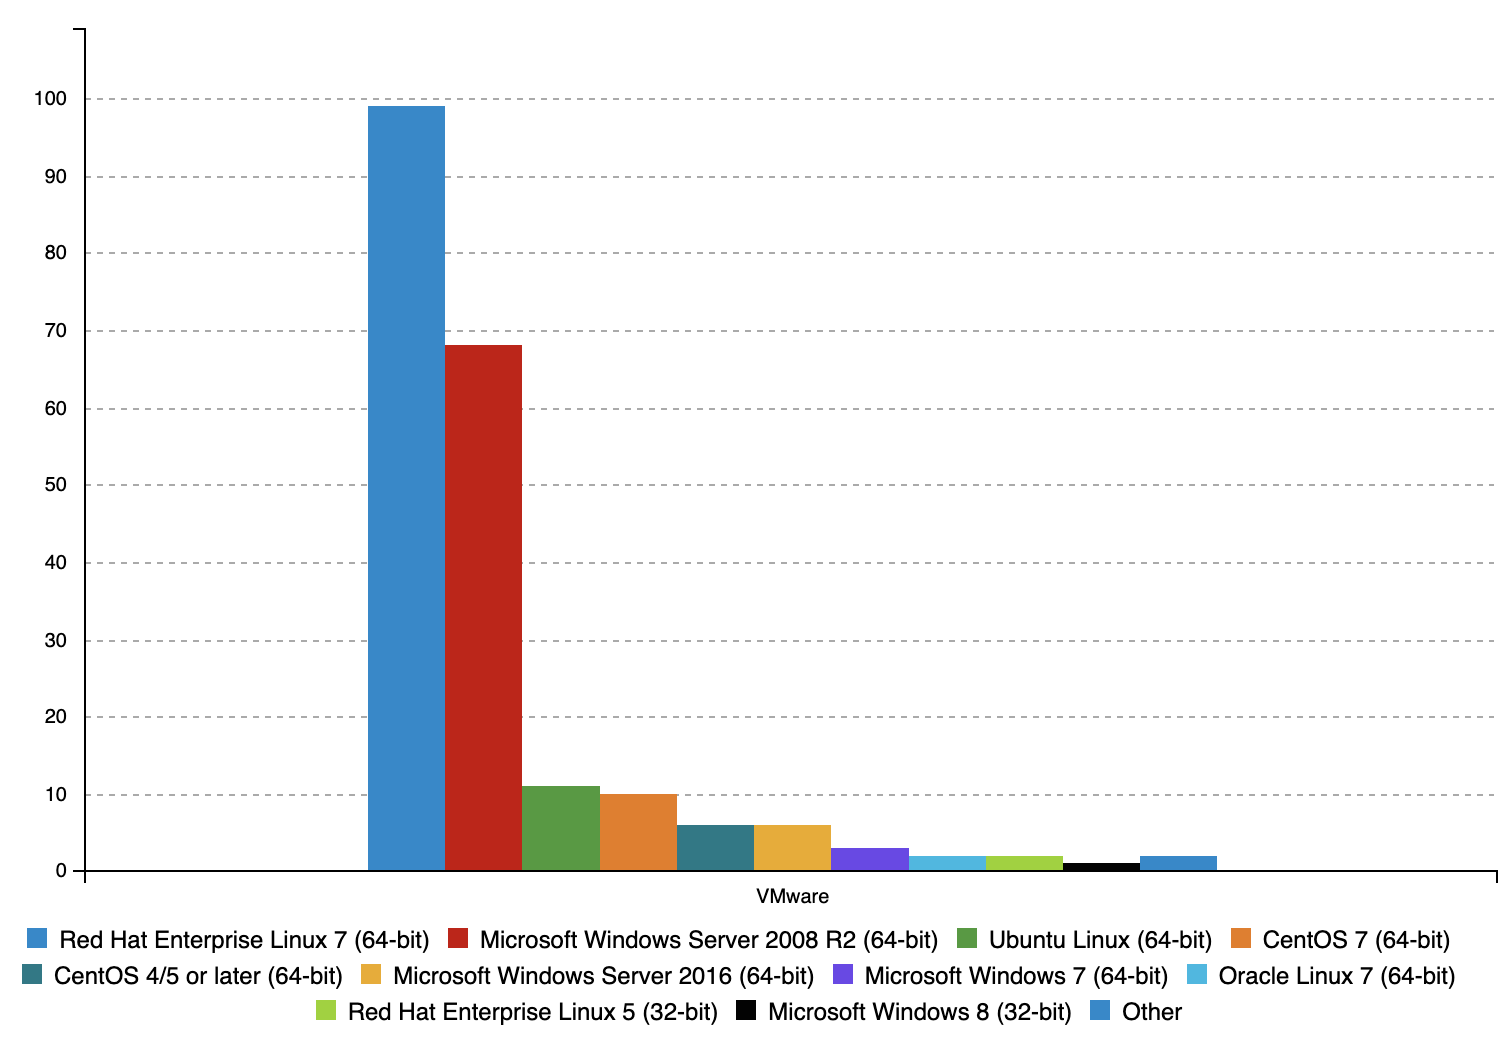 100
90
80
70
60
50
40
30
20
10
0
VMware
Red Hat Enterprise Linux 7 (64-bit) Microsoft Windows Server 2008 R2 (64-bit) Ubuntu Linux (64-bit) CentOS 7 (64-bit)
CentOS 4/5 or later (64-bit) Microsoft Windows Server 2016 (64-bit) Microsoft Windows 7 (64-bit) Oracle Linux 7 (64-bit)
Red Hat Enterprise Linux 5 (32-bit) Microsoft Windows 8 (32-bit) Other